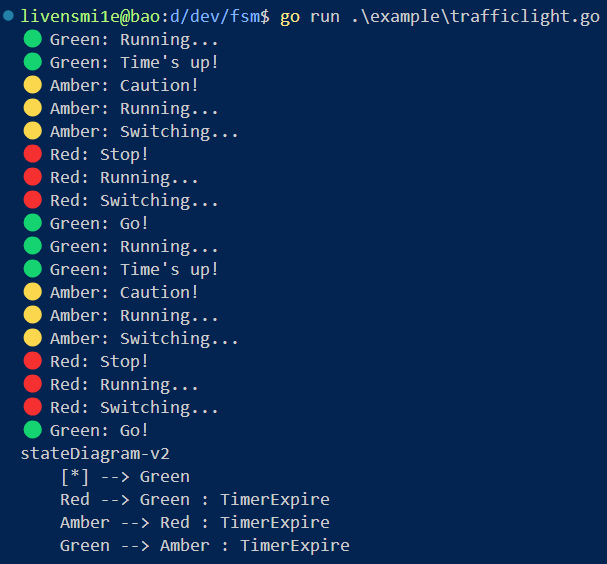 livensmi1e@bao:d/dev/fsm$ go run .\example\trafficlight.go
Green: Running...
Green: Time's up!
Amber: Caution!
Amber: Running...
Amber: Switching...
Red: Stop!
Red: Running...
Red: Switching...
Green: Go!
Green: Running...
Green: Time's up!
Amber: Caution!
Amber: Running...
Amber: Switching...
Red: Stop!
Red: Running...
Red: Switching...
Green: Go!
stateDiagram-v2
    [*] --> Green
    Red --> Green : TimerExpire
    Amber --> Red : TimerExpire
    Green --> Amber : TimerExpire